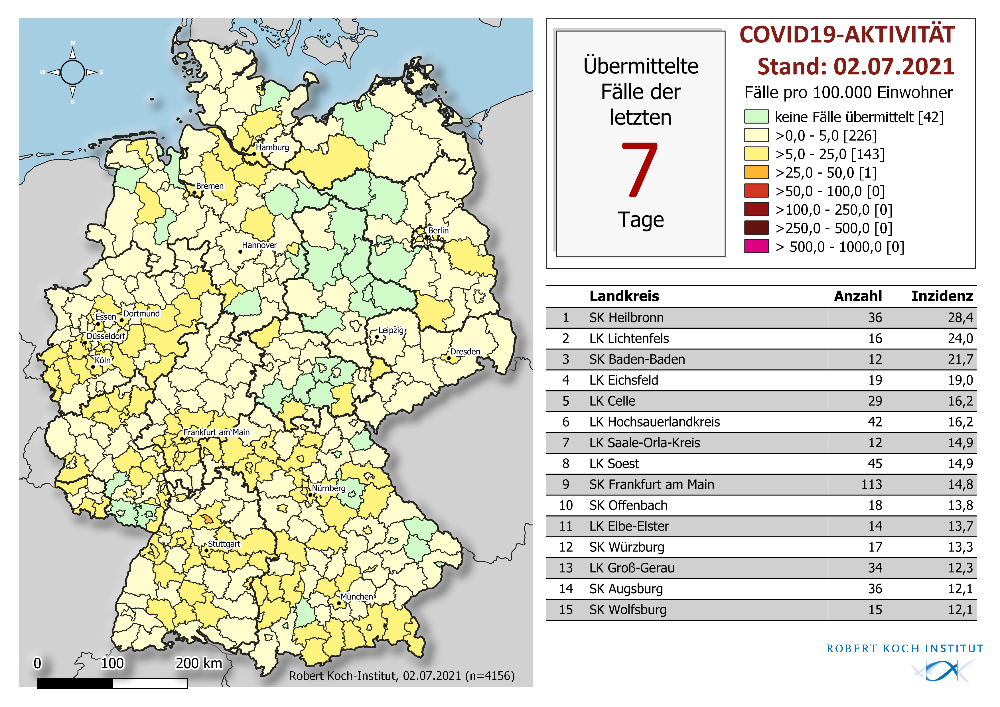 N
W E
S
Hamburg
Bremen
Berlin
Hannover
Essen
Dortmund
Düsseldorf
Leipzig
Köln
Dresden
Frankfurt am Main
Nürnberg
Stuttgart
München
0 100 200 km
Robert Koch-Institut, 02.07.2021 (n=4156)
Übermittelte
Fälle der
letzten
7
Tage
COVID19-AKTIVITÄT
Stand: 02.07.2021
Fälle pro 100.000 Einwohner
keine Fälle übermittelt [42]
>0,0 - 5,0 [226]
>5,0 - 25,0 [143]
>25,0 - 50,0 [1]
>50,0 - 100,0 [0]
>100,0 - 250,0 [0]
>250,0 - 500,0 [0]
> 500,0 - 1000,0 [0]
Landkreis Anzahl Inzidenz
1 SK Heilbronn 36 28,4
2 LK Lichtenfels 16 24,0
3 SK Baden-Baden 12 21,7
4 LK Eichsfeld 19 19,0
5 LK Celle 29 16,2
6 LK Hochsauerlandkreis 42 16,2
7 LK Saale-Orla-Kreis 12 14,9
8 LK Soest 45 14,9
9 SK Frankfurt am Main 113 14,8
10 SK Offenbach 18 13,8
11 LK Elbe-Elster 14 13,7
12 SK Würzburg 17 13,3
13 LK Groß-Gerau 34 12,3
14 SK Augsburg 36 12,1
15 SK Wolfsburg 15 12,1
ROBERT KOCH INSTITUT